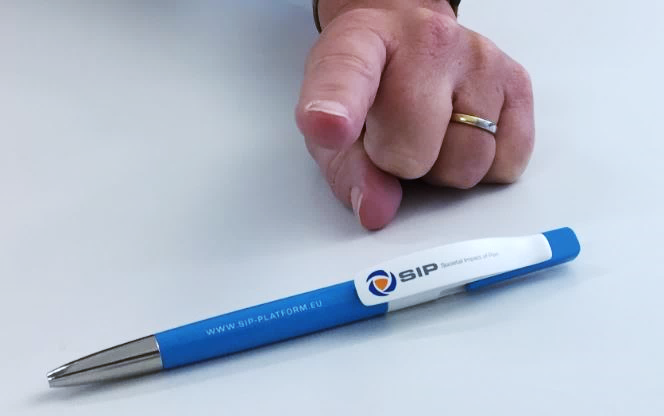 WWW.SIP-PLATFORM.EU
SIP Societal Impact of Pain